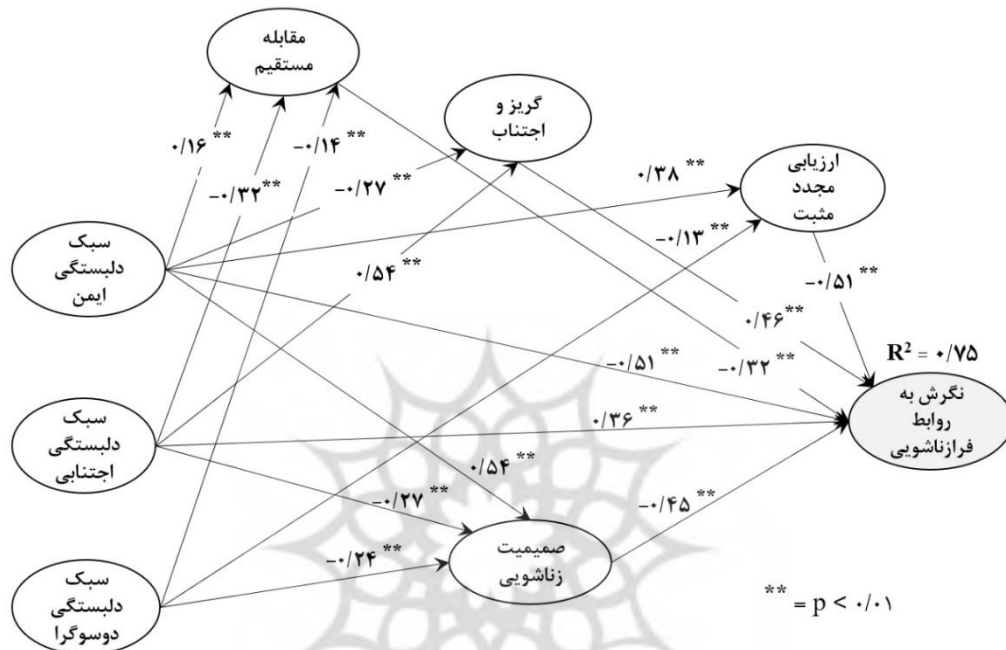 مقابله
مستقیم
گریز و
اجتناب
ارزیابی
مجدد
مثبت
۰/۱۶ **
-۰/۱۴ **
-۰/۳۲ **
-۰/۲۷ **
۰/۳۸ **
-۰/۱۳ **
سبک
دلبستگی
ایمن
۰/۵۴ **
-۰/۵۱ **
۰/۴۶ **
-۰/۵۱ **
-۰/۳۲ **
R² = ۰/۷۵
نگرش به
روابط
فرازناشویی
سبک
دلبستگی
اجتنابی
۰/۳۶ **
۰/۵۴ **
-۰/۲۷ **
-۰/۴۵ **
-۰/۲۴ **
صمیمیت
زناشویی
سبک
دلبستگی
دوسوگرا
** = p < ۰/۰۱